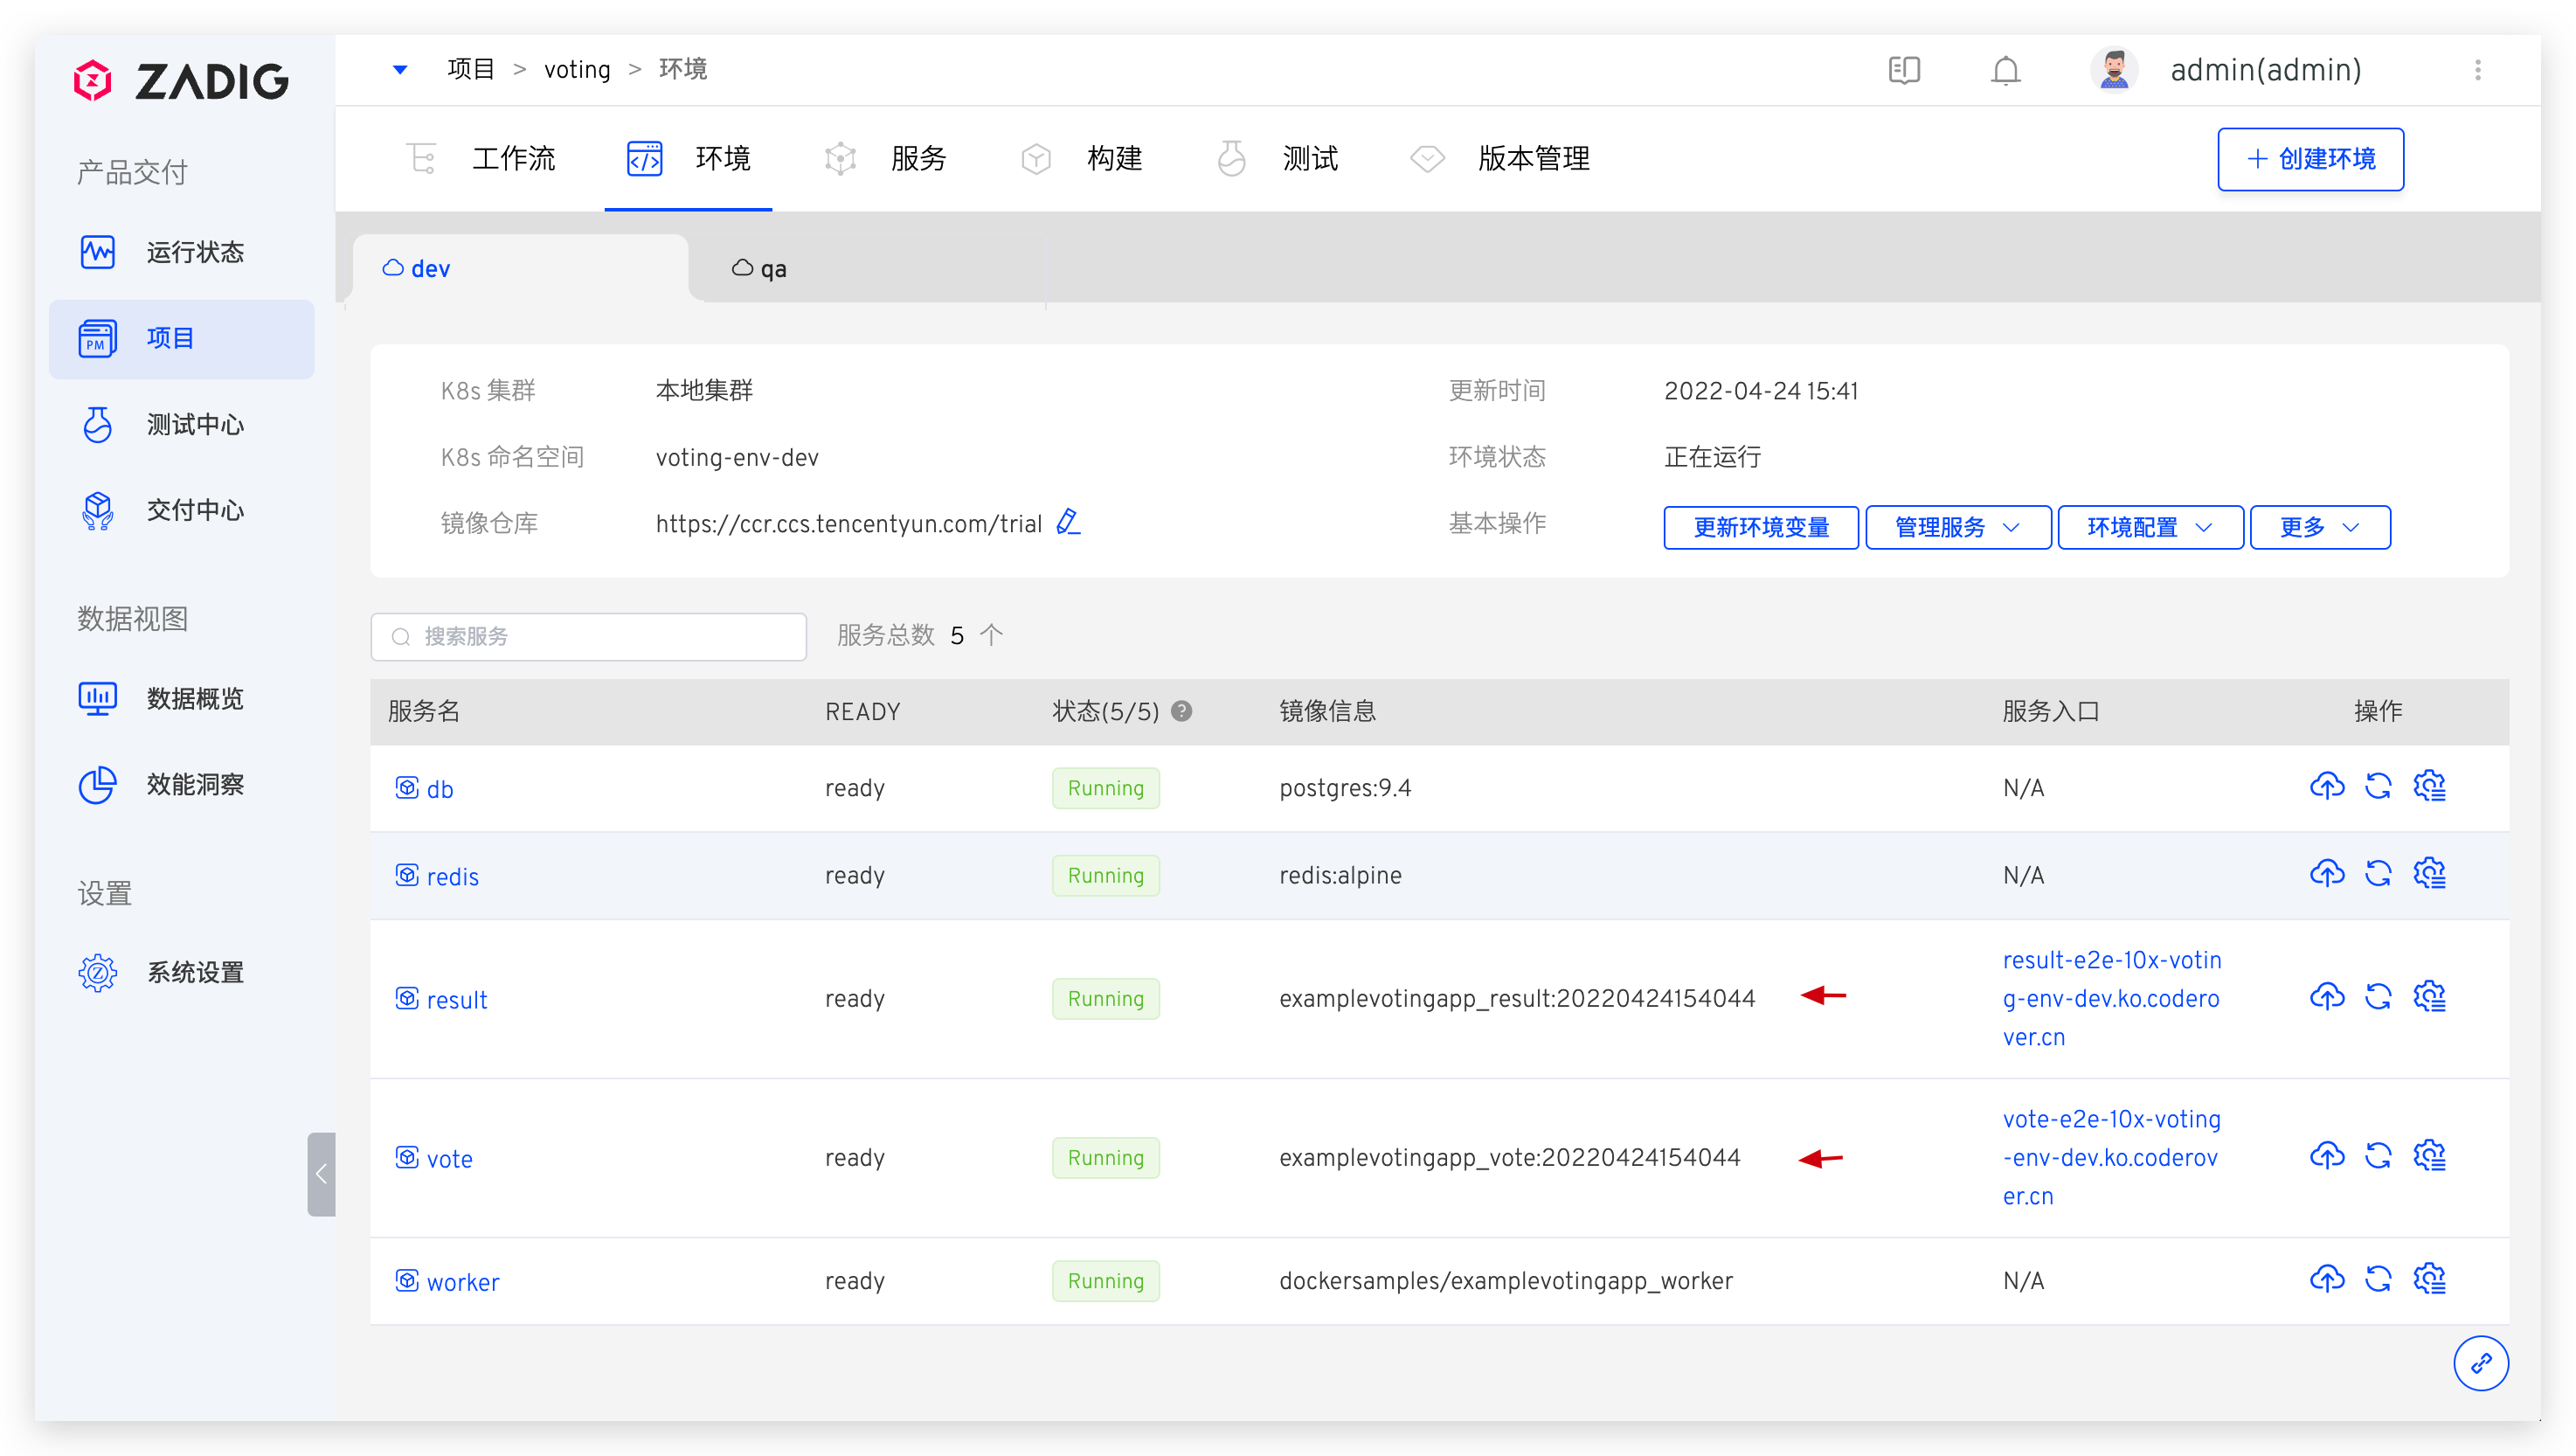 ZADIG
项目 > voting > 环境
admin(admin)
产品交付
运行状态
PM 项目
测试中心
交付中心
数据视图
数据概览
效能洞察
设置
系统设置
工作流 环境 服务 构建 测试 版本管理
+ 创建环境
dev qa
K8s 集群 本地集群 更新时间 2022-04-24 15:41
K8s 命名空间 voting-env-dev 环境状态 正在运行
镜像仓库 https://ccr.ccs.tencentyun.com/trial 基本操作 更新环境变量 管理服务 环境配置 更多
搜索服务 服务总数 5 个
服务名 READY 状态(5/5) ? 镜像信息 服务入口 操作
db ready Running postgres:9.4 N/A
redis ready Running redis:alpine N/A
result ready Running examplevotingapp_result:20220424154044
result-e2e-10x-votin
g-env-dev.ko.codero
ver.cn
vote ready Running examplevotingapp_vote:20220424154044
vote-e2e-10x-voting
-env-dev.ko.coderov
er.cn
worker ready Running dockersamples/examplevotingapp_worker N/A